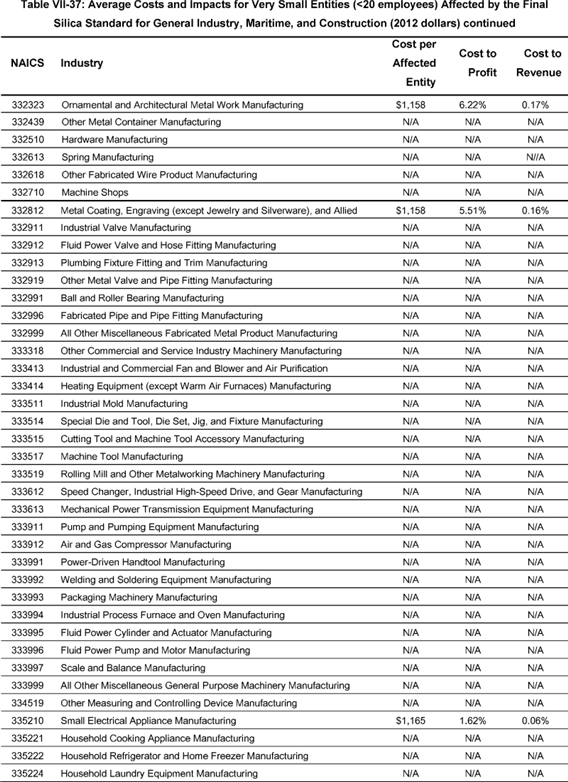 Table VII-37: Average Costs and Impacts for Very Small Entities (<20 employees) Affected by the Final
Silica Standard for General Industry, Maritime, and Construction (2012 dollars) continued
NAICS Industry Cost per Affected Entity Cost to Profit Cost to Revenue
332323 Ornamental and Architectural Metal Work Manufacturing $1,158 6.22% 0.17%
332439 Other Metal Container Manufacturing N/A N/A N/A
332510 Hardware Manufacturing N/A N/A N/A
332613 Spring Manufacturing N/A N/A N//A
332618 Other Fabricated Wire Product Manufacturing N/A N/A N/A
332710 Machine Shops N/A N/A N/A
332812 Metal Coating, Engraving (except Jewelry and Silverware), and Allied $1,158 5.51% 0.16%
332911 Industrial Valve Manufacturing N/A N/A N/A
332912 Fluid Power Valve and Hose Fitting Manufacturing N/A N/A N/A
332913 Plumbing Fixture Fitting and Trim Manufacturing N/A N/A N/A
332919 Other Metal Valve and Pipe Fitting Manufacturing N/A N/A N/A
332991 Ball and Roller Bearing Manufacturing N/A N/A N/A
332996 Fabricated Pipe and Pipe Fitting Manufacturing N/A N/A N/A
332999 All Other Miscellaneous Fabricated Metal Product Manufacturing N/A N/A N/A
333318 Other Commercial and Service Industry Machinery Manufacturing N/A N/A N/A
333413 Industrial and Commercial Fan and Blower and Air Purification N/A N/A N/A
333414 Heating Equipment (except Warm Air Furnaces) Manufacturing N/A N/A N/A
333511 Industrial Mold Manufacturing N/A N/A N/A
333514 Special Die and Tool, Die Set, Jig, and Fixture Manufacturing N/A N/A N/A
333515 Cutting Tool and Machine Tool Accessory Manufacturing N/A N/A N/A
333517 Machine Tool Manufacturing N/A N/A N/A
333519 Rolling Mill and Other Metalworking Machinery Manufacturing N/A N/A N/A
333612 Speed Changer, Industrial High-Speed Drive, and Gear Manufacturing N/A N/A N/A
333613 Mechanical Power Transmission Equipment Manufacturing N/A N/A N/A
333911 Pump and Pumping Equipment Manufacturing N/A N/A N/A
333912 Air and Gas Compressor Manufacturing N/A N/A N/A
333991 Power-Driven Handtool Manufacturing N/A N/A N/A
333992 Welding and Soldering Equipment Manufacturing N/A N/A N/A
333993 Packaging Machinery Manufacturing N/A N/A N/A
333994 Industrial Process Furnace and Oven Manufacturing N/A N/A N/A
333995 Fluid Power Cylinder and Actuator Manufacturing N/A N/A N/A
333996 Fluid Power Pump and Motor Manufacturing N/A N/A N/A
333997 Scale and Balance Manufacturing N/A N/A N/A
333999 All Other Miscellaneous General Purpose Machinery Manufacturing N/A N/A N/A
334519 Other Measuring and Controlling Device Manufacturing N/A N/A N/A
335210 Small Electrical Appliance Manufacturing $1,165 1.62% 0.06%
335221 Household Cooking Appliance Manufacturing N/A N/A N/A
335222 Household Refrigerator and Home Freezer Manufacturing N/A N/A N/A
335224 Household Laundry Equipment Manufacturing N/A N/A N/A